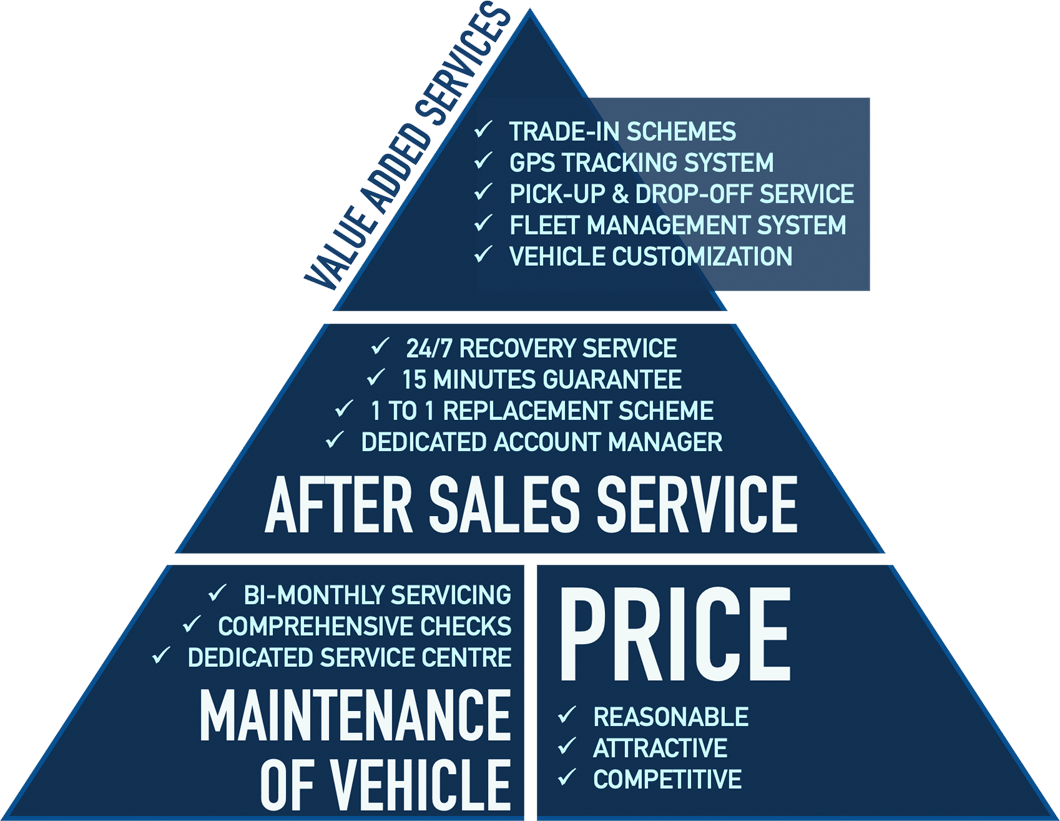 VALUE ADDED SERVICES
✓ TRADE-IN SCHEMES
✓ GPS TRACKING SYSTEM
✓ PICK-UP & DROP-OFF SERVICE
✓ FLEET MANAGEMENT SYSTEM
✓ VEHICLE CUSTOMIZATION
✓ 24/7 RECOVERY SERVICE
✓ 15 MINUTES GUARANTEE
✓ 1 TO 1 REPLACEMENT SCHEME
✓ DEDICATED ACCOUNT MANAGER
AFTER SALES SERVICE
✓ BI-MONTHLY SERVICING
✓ COMPREHENSIVE CHECKS
✓ DEDICATED SERVICE CENTRE
MAINTENANCE
OF VEHICLE
PRICE
✓ REASONABLE
✓ ATTRACTIVE
✓ COMPETITIVE